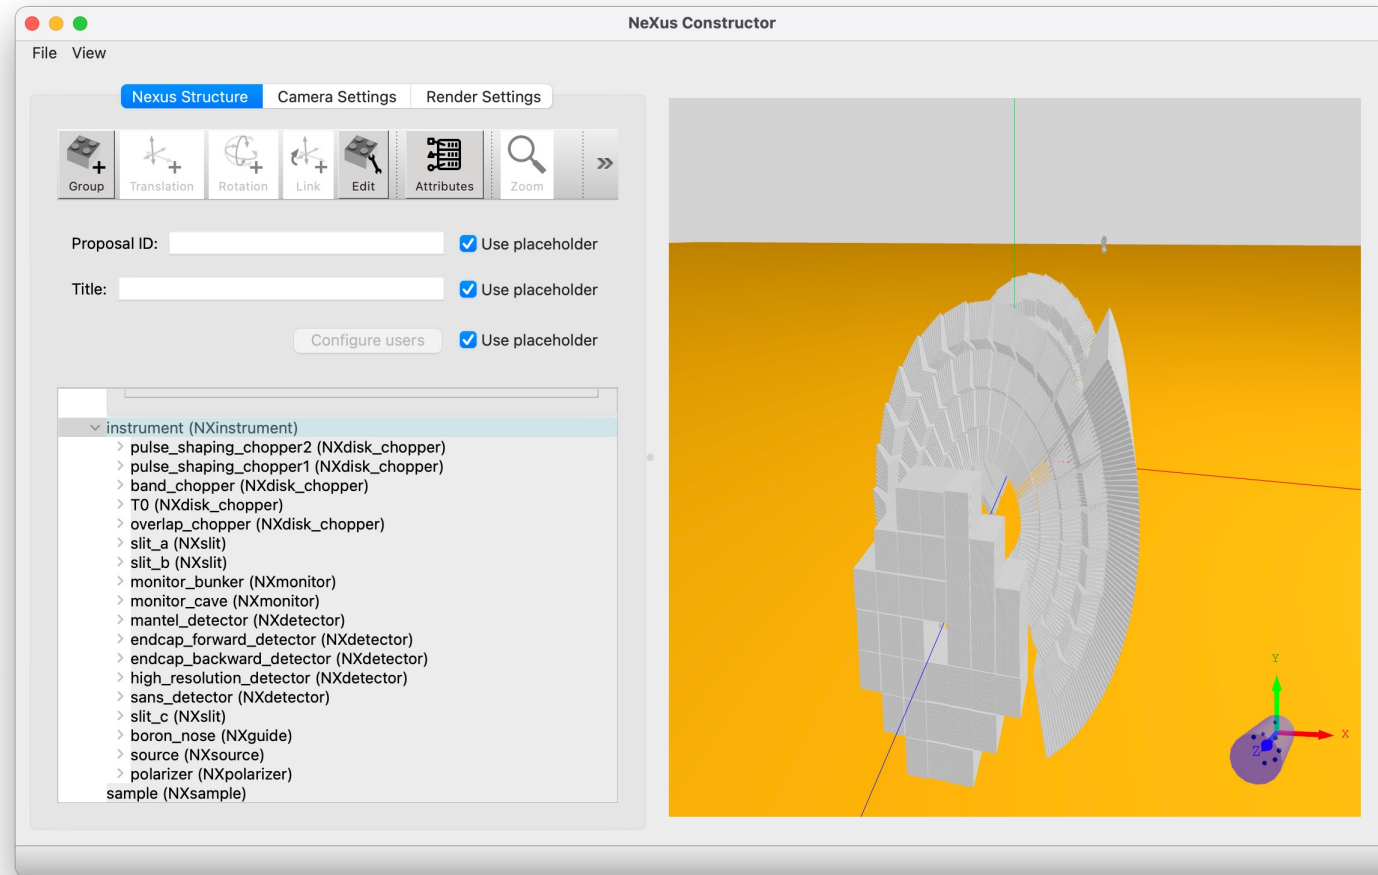 NeXus Constructor
File View
Nexus Structure Camera Settings Render Settings
Group Translation Rotation Link Edit Attributes Zoom »
Proposal ID: Use placeholder
Title: Use placeholder
Configure users Use placeholder
instrument (NXinstrument)
pulse_shaping_chopper2 (NXdisk_chopper)
pulse_shaping_chopper1 (NXdisk_chopper)
band_chopper (NXdisk_chopper)
T0 (NXdisk_chopper)
overlap_chopper (NXdisk_chopper)
slit_a (NXslit)
slit_b (NXslit)
monitor_bunker (NXmonitor)
monitor_cave (NXmonitor)
mantel_detector (NXdetector)
endcap_forward_detector (NXdetector)
endcap_backward_detector (NXdetector)
high_resolution_detector (NXdetector)
sans_detector (NXdetector)
slit_c (NXslit)
boron_nose (NXguide)
source (NXsource)
polarizer (NXpolarizer)
sample (NXsample)
Y
X
Z